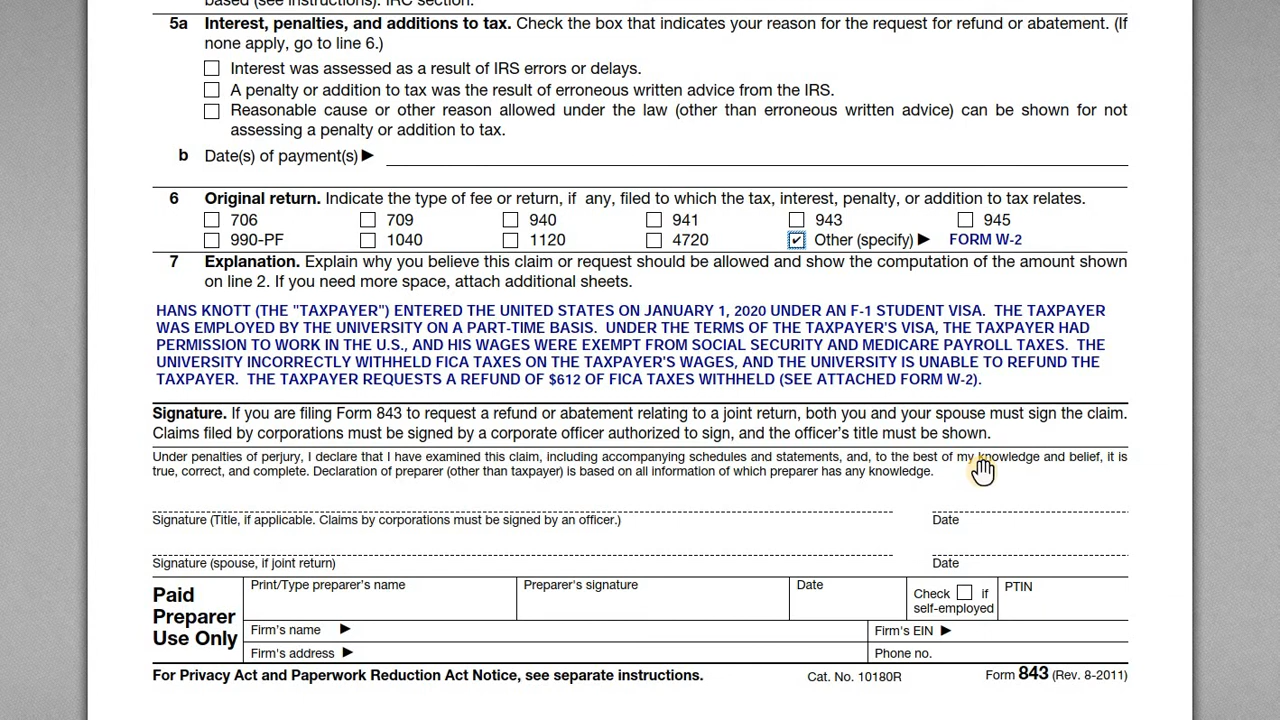 based (see instructions). IRC section:
5a Interest, penalties, and additions to tax. Check the box that indicates your reason for the request for refund or abatement. (If
none apply, go to line 6.)
Interest was assessed as a result of IRS errors or delays.
A penalty or addition to tax was the result of erroneous written advice from the IRS.
Reasonable cause or other reason allowed under the law (other than erroneous written advice) can be shown for not
assessing a penalty or addition to tax.
b Date(s) of payment(s) ▶
6 Original return. Indicate the type of fee or return, if any, filed to which the tax, interest, penalty, or addition to tax relates.
706 709 940 941 943 945
990-PF 1040 1120 4720 Other (specify) ▶ FORM W-2
7 Explanation. Explain why you believe this claim or request should be allowed and show the computation of the amount shown
on line 2. If you need more space, attach additional sheets.
HANS KNOTT (THE "TAXPAYER") ENTERED THE UNITED STATES ON JANUARY 1, 2020 UNDER AN F-1 STUDENT VISA. THE TAXPAYER
WAS EMPLOYED BY THE UNIVERSITY ON A PART-TIME BASIS. UNDER THE TERMS OF THE TAXPAYER'S VISA, THE TAXPAYER HAD
PERMISSION TO WORK IN THE U.S., AND HIS WAGES WERE EXEMPT FROM SOCIAL SECURITY AND MEDICARE PAYROLL TAXES. THE
UNIVERSITY INCORRECTLY WITHHELD FICA TAXES ON THE TAXPAYER'S WAGES, AND THE UNIVERSITY IS UNABLE TO REFUND THE
TAXPAYER. THE TAXPAYER REQUESTS A REFUND OF $612 OF FICA TAXES WITHHELD (SEE ATTACHED FORM W-2).
Signature. If you are filing Form 843 to request a refund or abatement relating to a joint return, both you and your spouse must sign the claim.
Claims filed by corporations must be signed by a corporate officer authorized to sign, and the officer's title must be shown.
Under penalties of perjury, I declare that I have examined this claim, including accompanying schedules and statements, and, to the best of my knowledge and belief, it is
true, correct, and complete. Declaration of preparer (other than taxpayer) is based on all information of which preparer has any knowledge.
Signature (Title, if applicable. Claims by corporations must be signed by an officer.) Date
Signature (spouse, if joint return) Date
Paid Preparer Use Only
Print/Type preparer's name Preparer's signature Date Check if self-employed PTIN
Firm's name ▶ Firm's EIN ▶
Firm's address ▶ Phone no.
For Privacy Act and Paperwork Reduction Act Notice, see separate instructions. Cat. No. 10180R Form 843 (Rev. 8-2011)